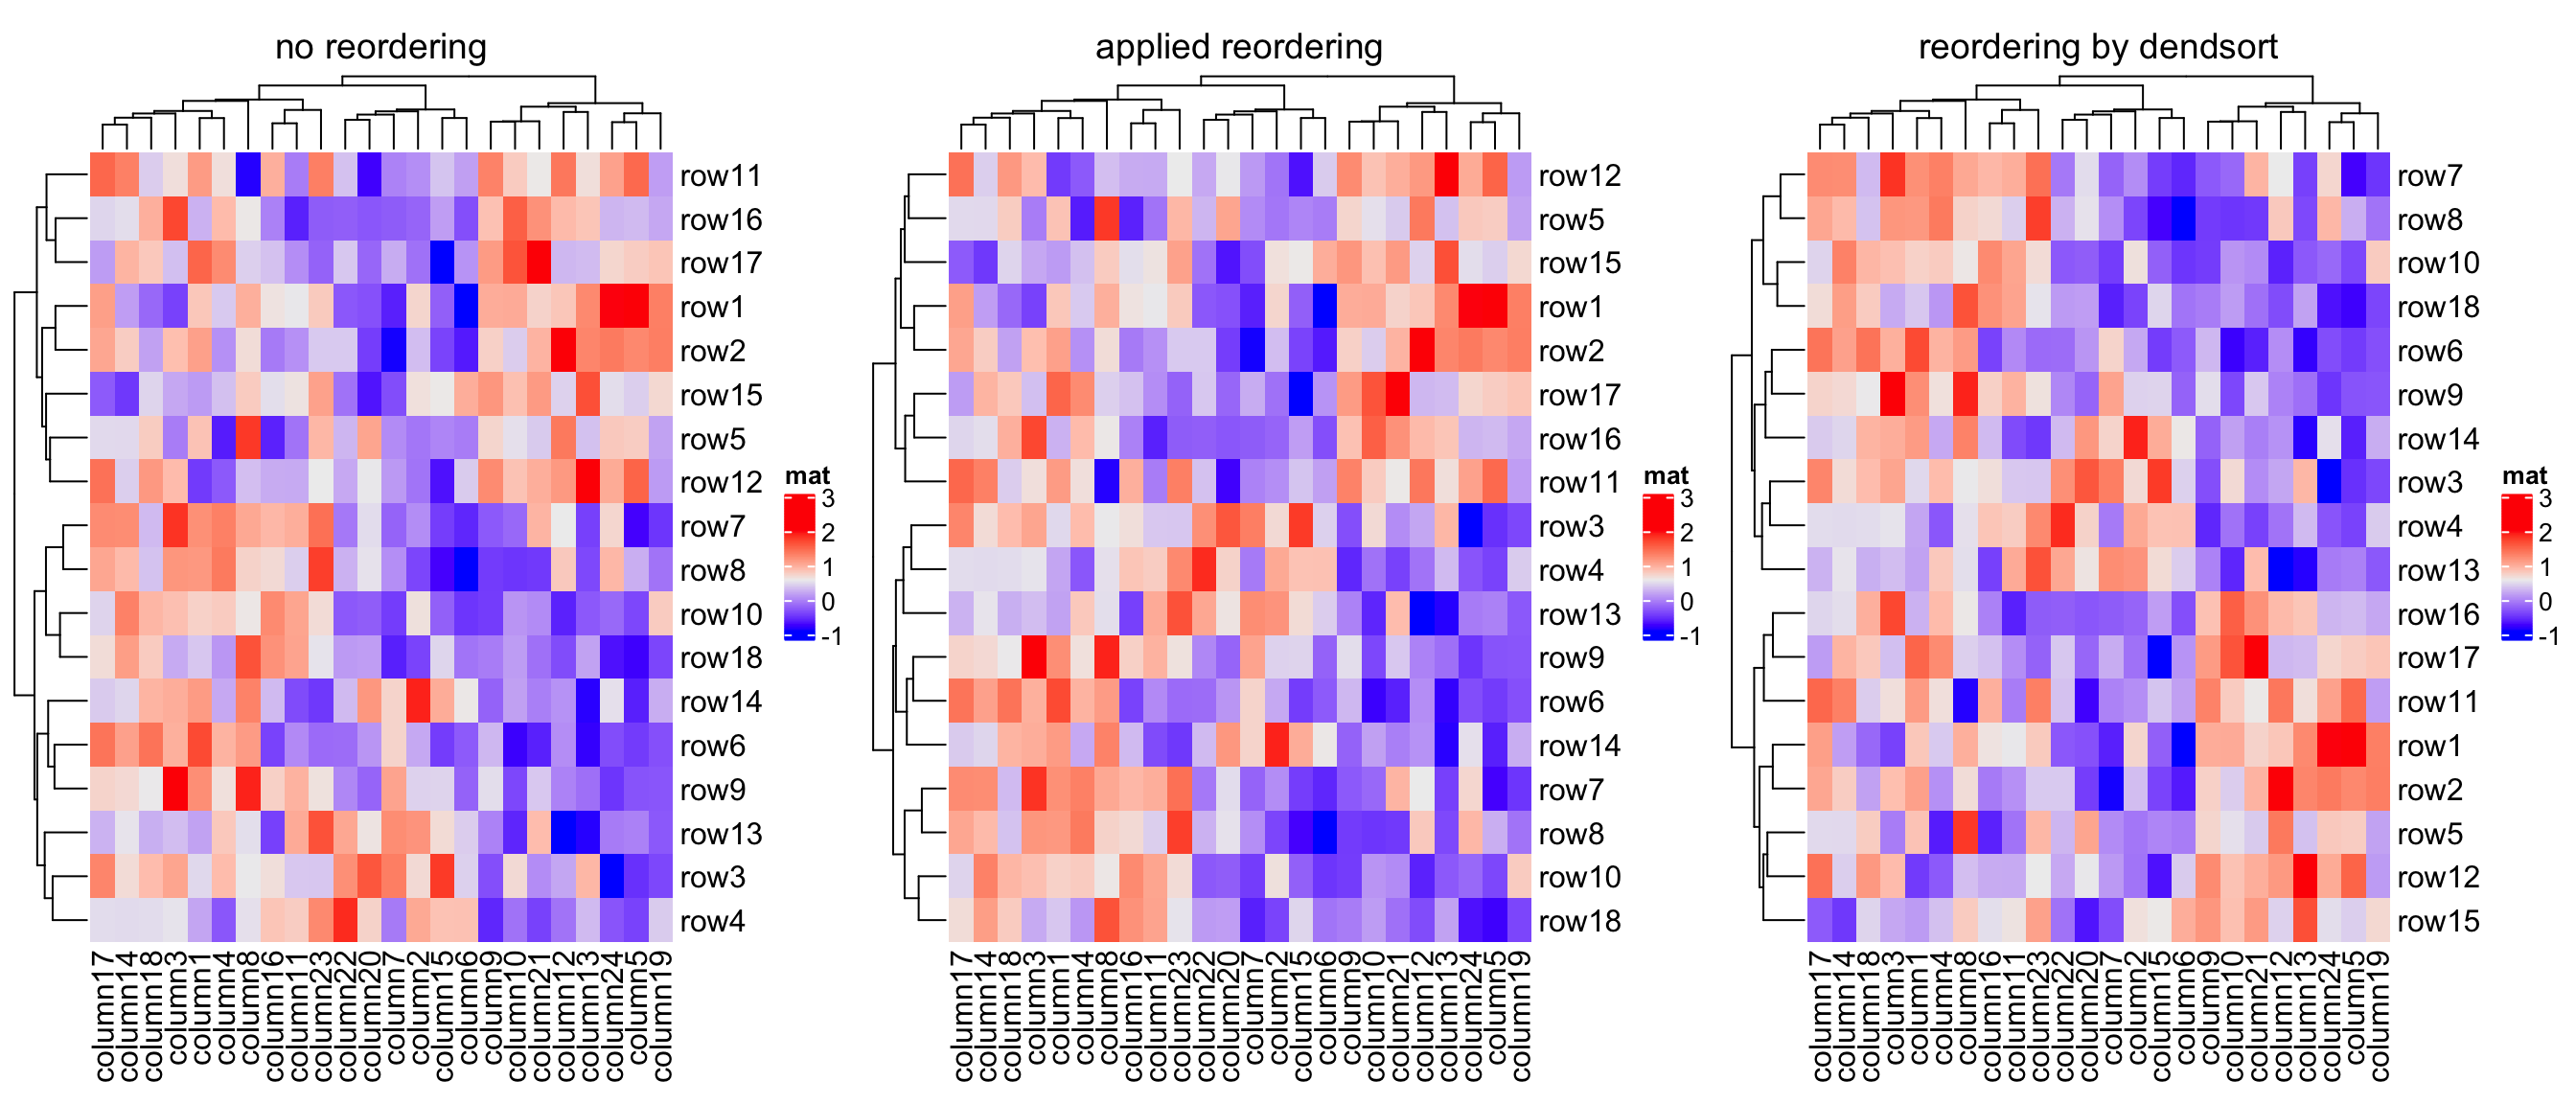 no reordering
row11
row16
row17
row1
row2
row15
row5
row12
row7
row8
row10
row18
row14
row6
row9
row13
row3
row4
column17
column14
column18
column3
column1
column4
column8
column16
column11
column23
column22
column20
column7
column2
column15
column6
column9
column10
column21
column12
column13
column24
column5
column19
mat
3
2
1
0
-1
applied reordering
row12
row5
row15
row1
row2
row17
row16
row11
row3
row4
row13
row9
row6
row14
row7
row8
row10
row18
column17
column14
column18
column3
column1
column4
column8
column16
column11
column23
column22
column20
column7
column2
column15
column6
column9
column10
column21
column12
column13
column24
column5
column19
mat
3
2
1
0
-1
reordering by dendsort
row7
row8
row10
row18
row6
row9
row14
row3
row4
row13
row16
row17
row11
row1
row2
row5
row12
row15
column17
column14
column18
column3
column1
column4
column8
column16
column11
column23
column22
column20
column7
column2
column15
column6
column9
column10
column21
column12
column13
column24
column5
column19
mat
3
2
1
0
-1